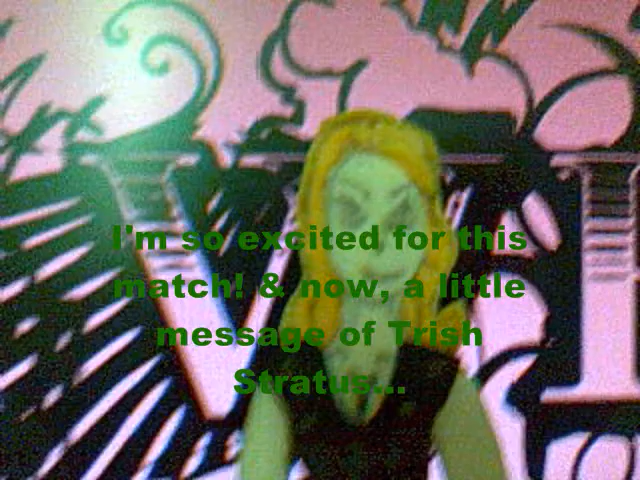 I'm so excited for this
match! & now, a little
message of Trish
Stratus...